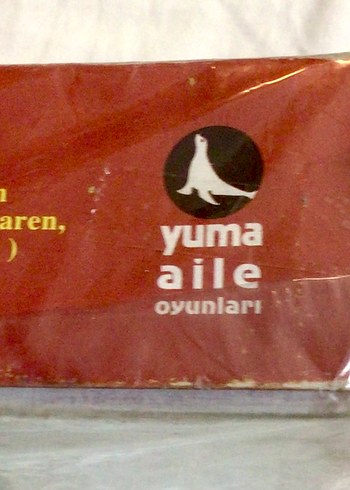 n
aren,
)
yuma
aile
oyunları